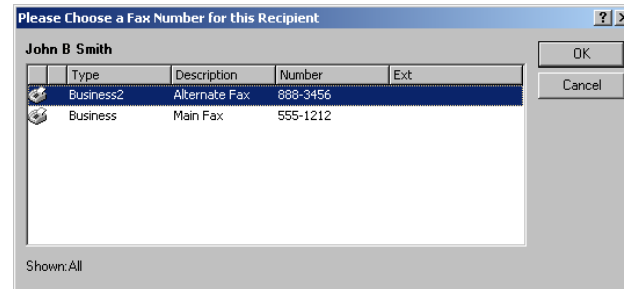 Please Choose a Fax Number for this Recipient
John B Smith
OK
Cancel
Type Description Number Ext
Business2 Alternate Fax 888-3456
Business Main Fax 555-1212
Shown:All